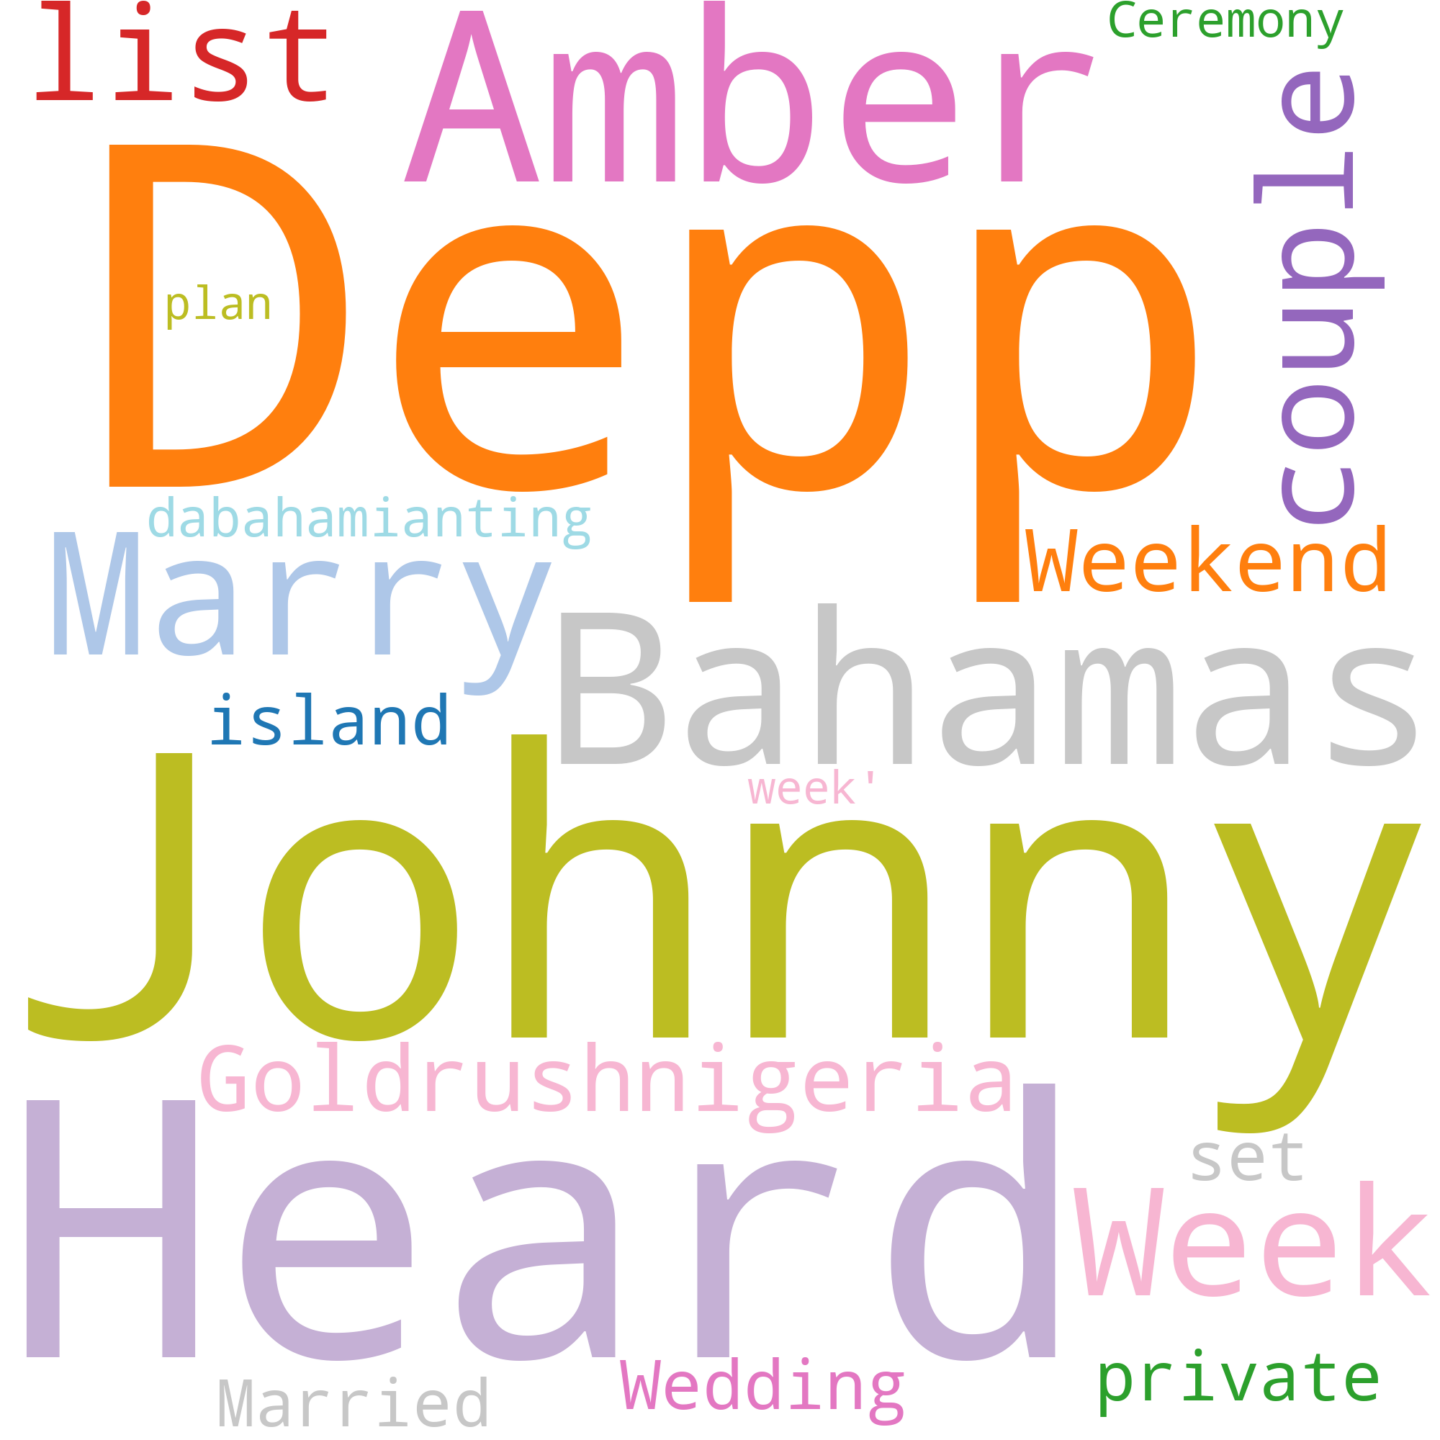 list
Amber
Ceremony
couple
Depp
plan
dabahamianting
Weekend
Marry
Bahamas
island
week'
Johnny
Goldrushnigeria
Heard
set
Week
Wedding
private
Married